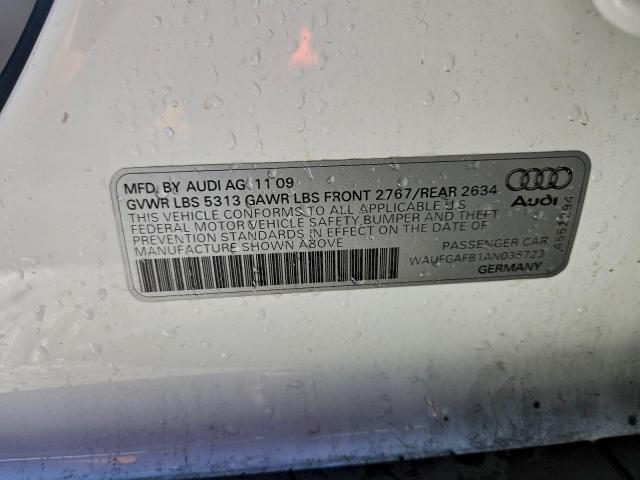 MFD. BY AUDI AG 11 09
GVWR LBS 5313 GAWR LBS FRONT 2767/REAR 2634
THIS VEHICLE CONFORMS TO ALL APPLICABLE U.S
FEDERAL MOTOR VEHICLE SAFETY BUMPER AND THEFT
PREVENTION STANDARDS IN EFFECT ON THE DATE OF
MANUFACTURE SHOWN ABOVE
PASSENGER CAR
WAUFGAFB1AN035723
GERMANY
Audi